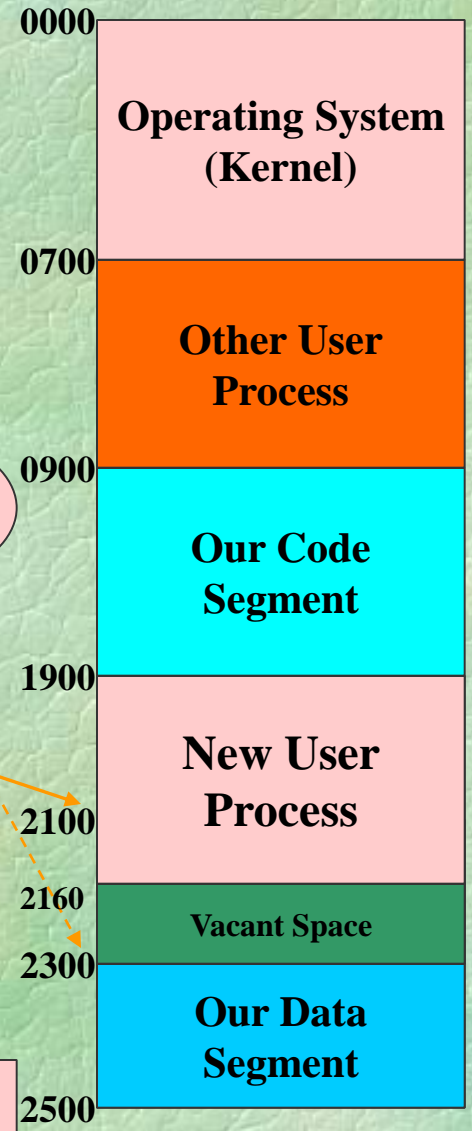 0000
Operating System
(Kernel)
0700
Other User
Process
0900
Our Code
Segment
1900
New User
Process
2100
2160
Vacant Space
2300
Our Data
Segment
2500